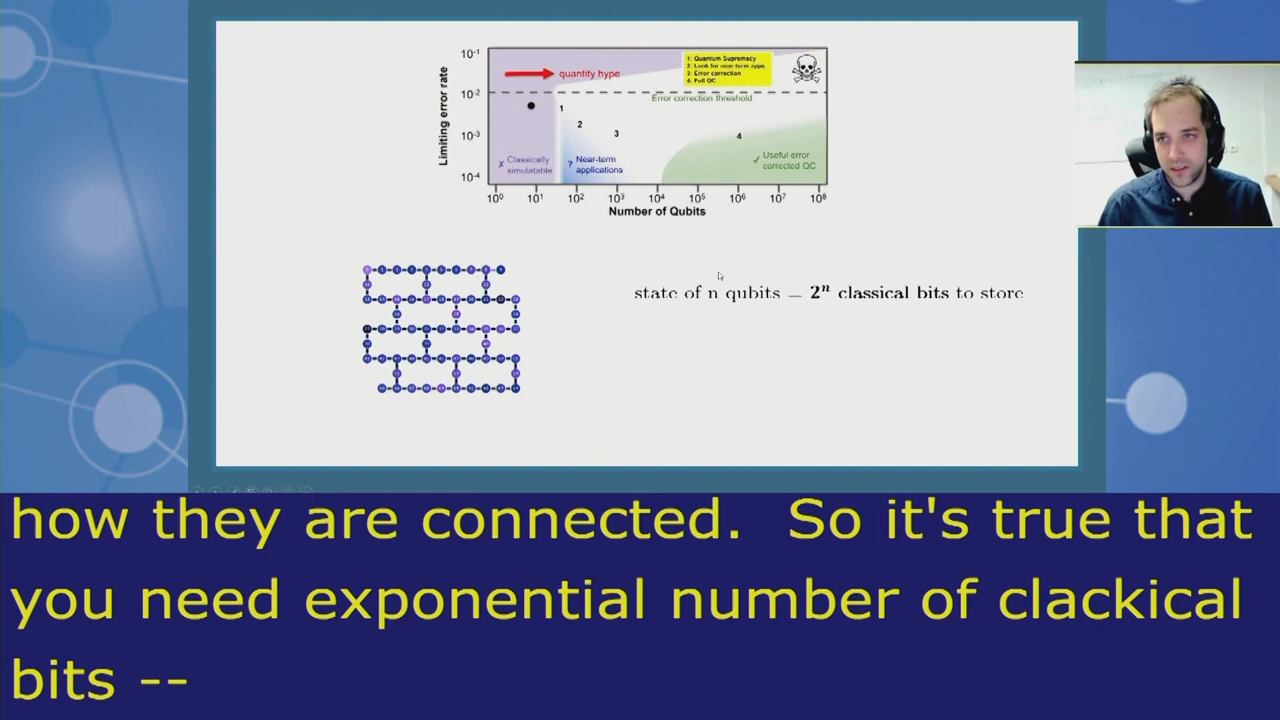 10⁻¹
10⁻²
10⁻³
10⁻⁴
Limiting error rate
quantity hype
1: Quantum Supremacy
2: Look for near-term apps
3: Error correction
4: Full QC
Error correction threshold
1
2
3
4
✗ Classically
simulatable
? Near-term
applications
✓ Useful error
corrected QC
10⁰ 10¹ 10² 10³ 10⁴ 10⁵ 10⁶ 10⁷ 10⁸
Number of Qubits
state of n qubits = 2ⁿ classical bits to store
how they are connected. So it's true that
you need exponential number of clackical
bits --